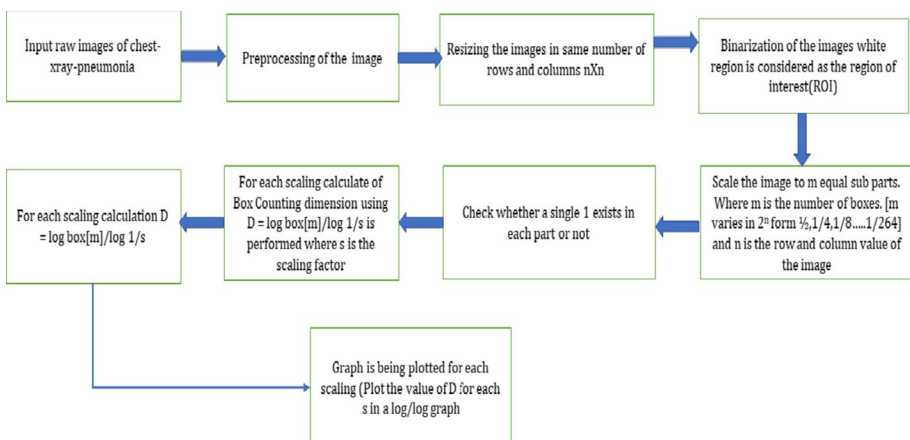 Input raw images of chest-
xray-pneumonia
Preprocessing of the image
Resizing the images in same number of
rows and columns nXn
Binarization of the images white
region is considered as the region of
interest(ROI)
Scale the image to m equal sub parts.
Where m is the number of boxes. [m
varies in 2ⁿ form ½,1/4,1/8.....1/264]
and n is the row and column value of
the image
Check whether a single 1 exists in
each part or not
For each scaling calculate of
Box Counting dimension using
D = log box[m]/log 1/s is
performed where s is the
scaling factor
For each scaling calculation D
= log box[m]/log 1/s
Graph is being plotted for each
scaling (Plot the value of D for each
s in a log/log graph